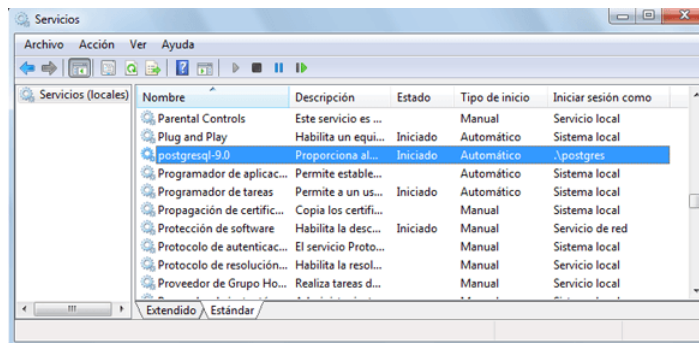 Servicios
Archivo Acción Ver Ayuda
Servicios (locales)
Nombre Descripción Estado Tipo de inicio Iniciar sesión como
Parental Controls Este servicio es ... Manual Servicio local
Plug and Play Habilita un equi... Iniciado Automático Sistema local
postgresql-9.0 Proporciona al... Iniciado Automático .\postgres
Programador de aplicac... Permite estable... Automático Sistema local
Programador de tareas Permite a un us... Iniciado Automático Sistema local
Propagación de certific... Copia los certifi... Manual Sistema local
Protección de software Habilita la desc... Iniciado Manual Servicio de red
Protocolo de autenticac... El servicio Proto... Manual Sistema local
Protocolo de resolución... Habilita la resol... Manual Servicio local
Proveedor de Grupo Ho... Realiza tareas d... Manual Servicio local
Extendido Estándar